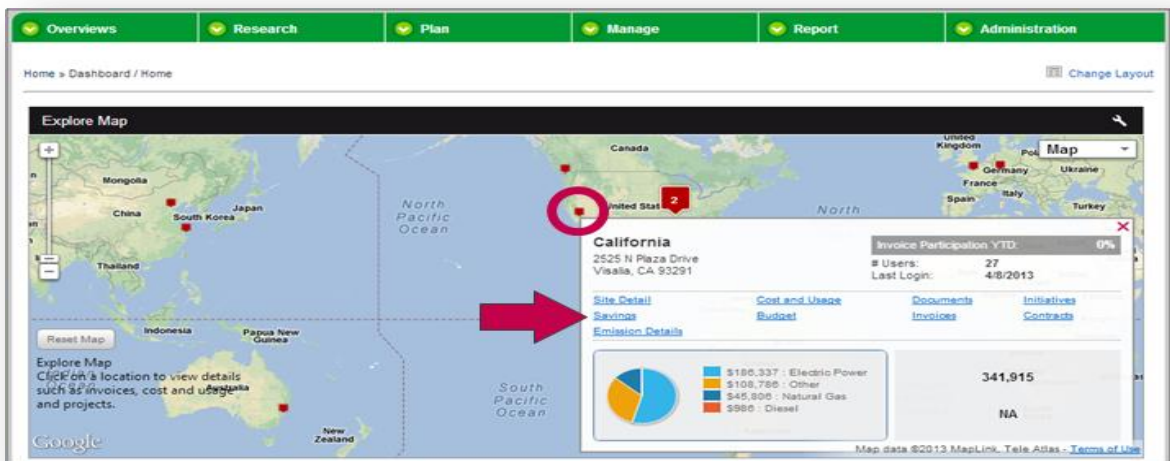 Overviews Research Plan Manage Report Administration
Home » Dashboard / Home Change Layout
Explore Map
Map
Canada
United Kingdom
Germany
Ukraine
France
Italy
Spain
Turkey
Mongolia
China
South Korea
Japan
Thailand
Indonesia
Papua New Guinea
Australia
New Zealand
North Pacific Ocean
South Pacific Ocean
North
2
California
2525 N Plaza Drive
Visalia, CA 93291
Invoice Participation YTD: 0%
# Users: 27
Last Login: 4/8/2013
Site Detail Cost and Usage Documents Initiatives
Savings Budget Invoices Contracts
Emission Details
$186,337 : Electric Power
$108,786 : Other
$45,806 : Natural Gas
$986 : Diesel
341,915
NA
Reset Map
Explore Map
Click on a location to view details
such as invoices, cost and usage
and projects.
Google
Map data ©2013 MapLink, Tele Atlas - Terms of Use